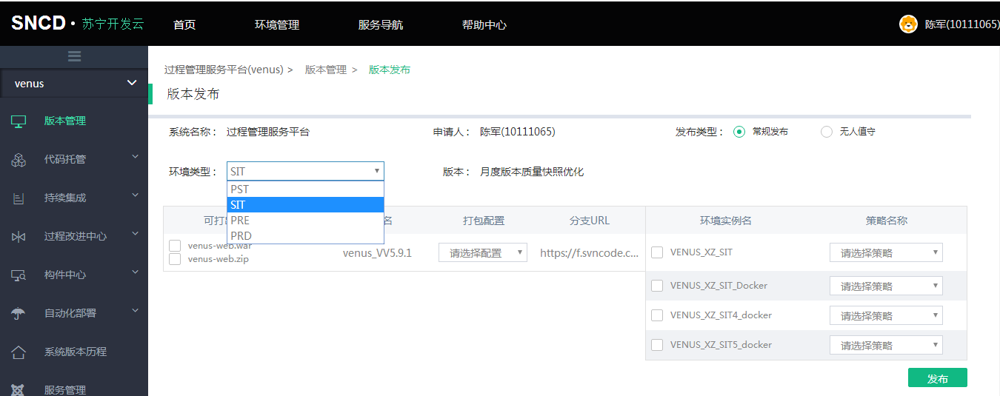 SNCD · 苏宁开发云 首页 环境管理 服务导航 帮助中心 陈军(10111065)
venus
版本管理
代码托管
持续集成
过程改进中心
构件中心
自动化部署
系统版本历程
服务管理
过程管理服务平台(venus) > 版本管理 > 版本发布
版本发布
系统名称： 过程管理服务平台 申请人： 陈军(10111065) 发布类型： 常规发布 无人值守
环境类型： SIT 版本： 月度版本质量快照优化
PST
SIT
PRE
PRD
可打 名 打包配置 分支URL 环境实例名 策略名称
venus-web.war
venus-web.zip
venus_VV5.9.1 请选择配置 https://f.svncode.c...
VENUS_XZ_SIT 请选择策略
VENUS_XZ_SIT_Docker 请选择策略
VENUS_XZ_SIT4_docker 请选择策略
VENUS_XZ_SIT5_docker 请选择策略
发布